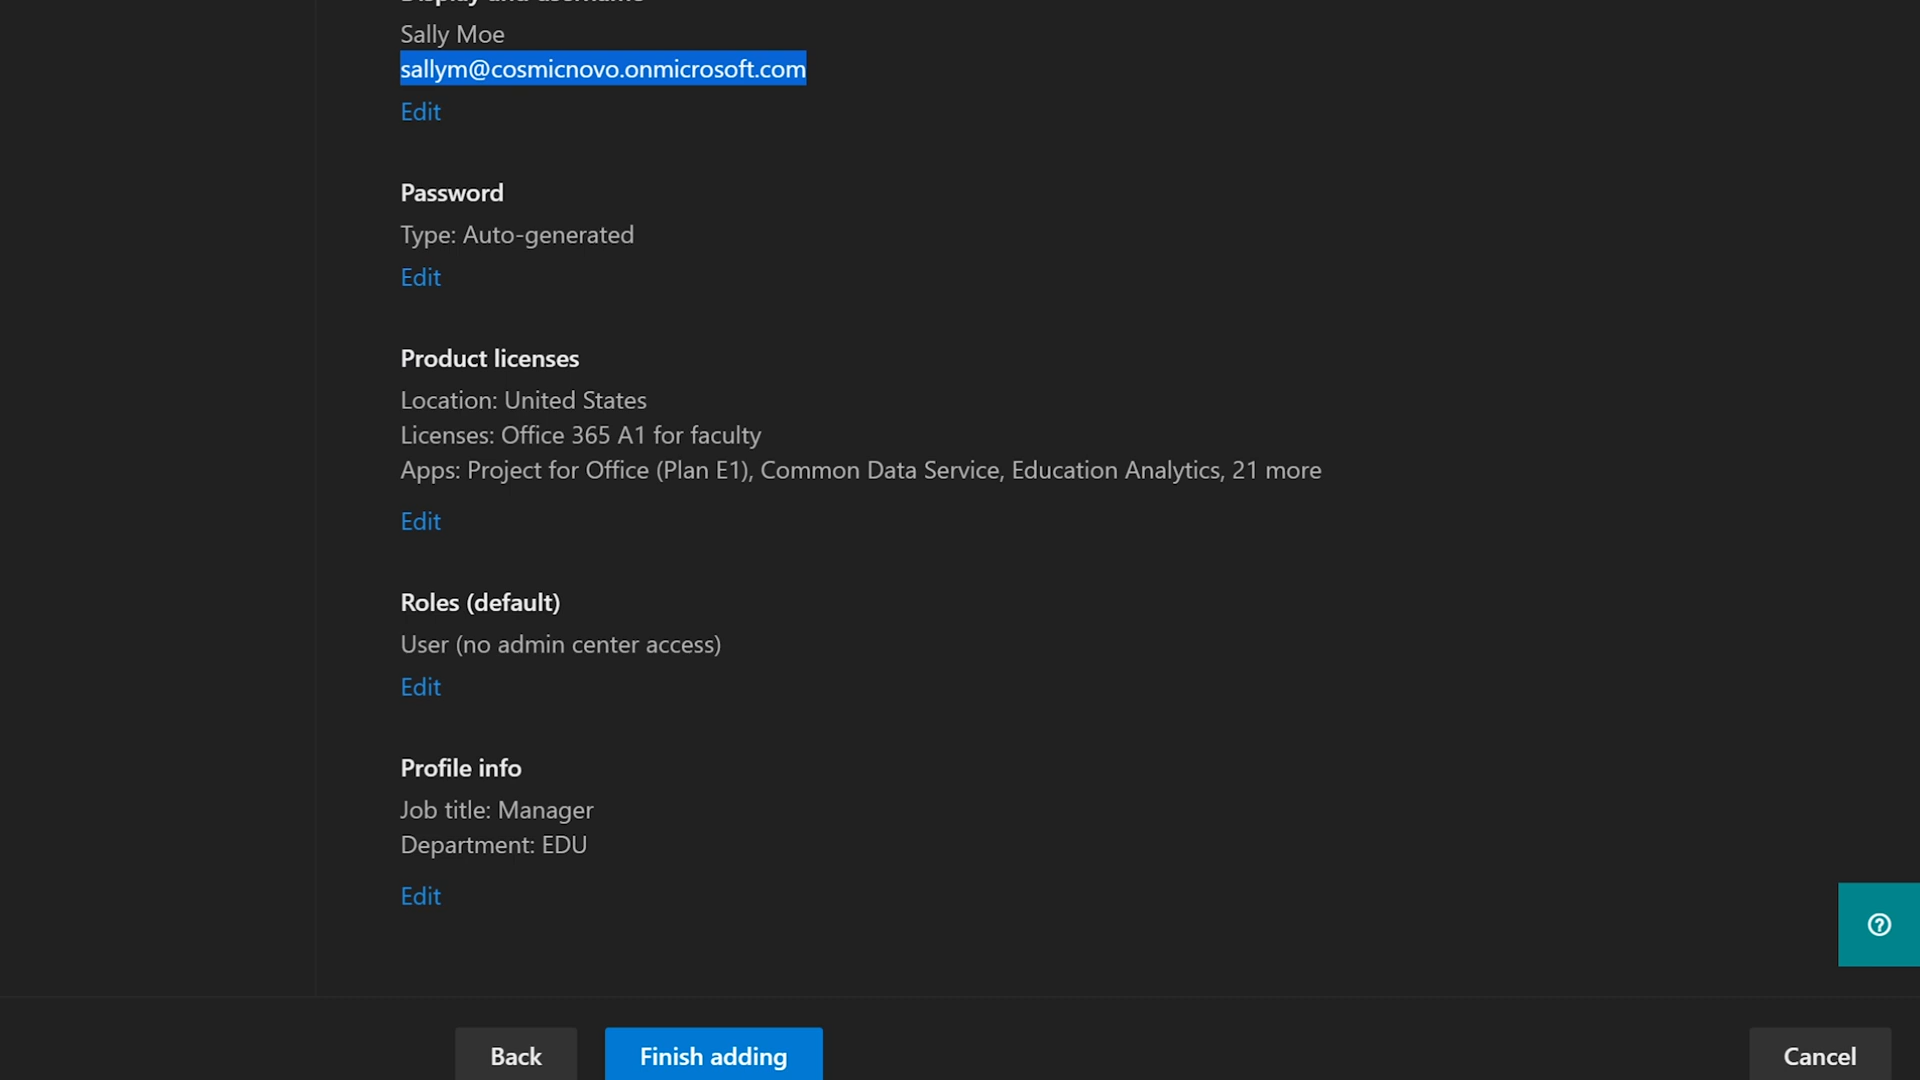 Display and username
Sally Moe
sallym@cosmicnovo.onmicrosoft.com
Edit
Password
Type: Auto-generated
Edit
Product licenses
Location: United States
Licenses: Office 365 A1 for faculty
Apps: Project for Office (Plan E1), Common Data Service, Education Analytics, 21 more
Edit
Roles (default)
User (no admin center access)
Edit
Profile info
Job title: Manager
Department: EDU
Edit
Back
Finish adding
Cancel